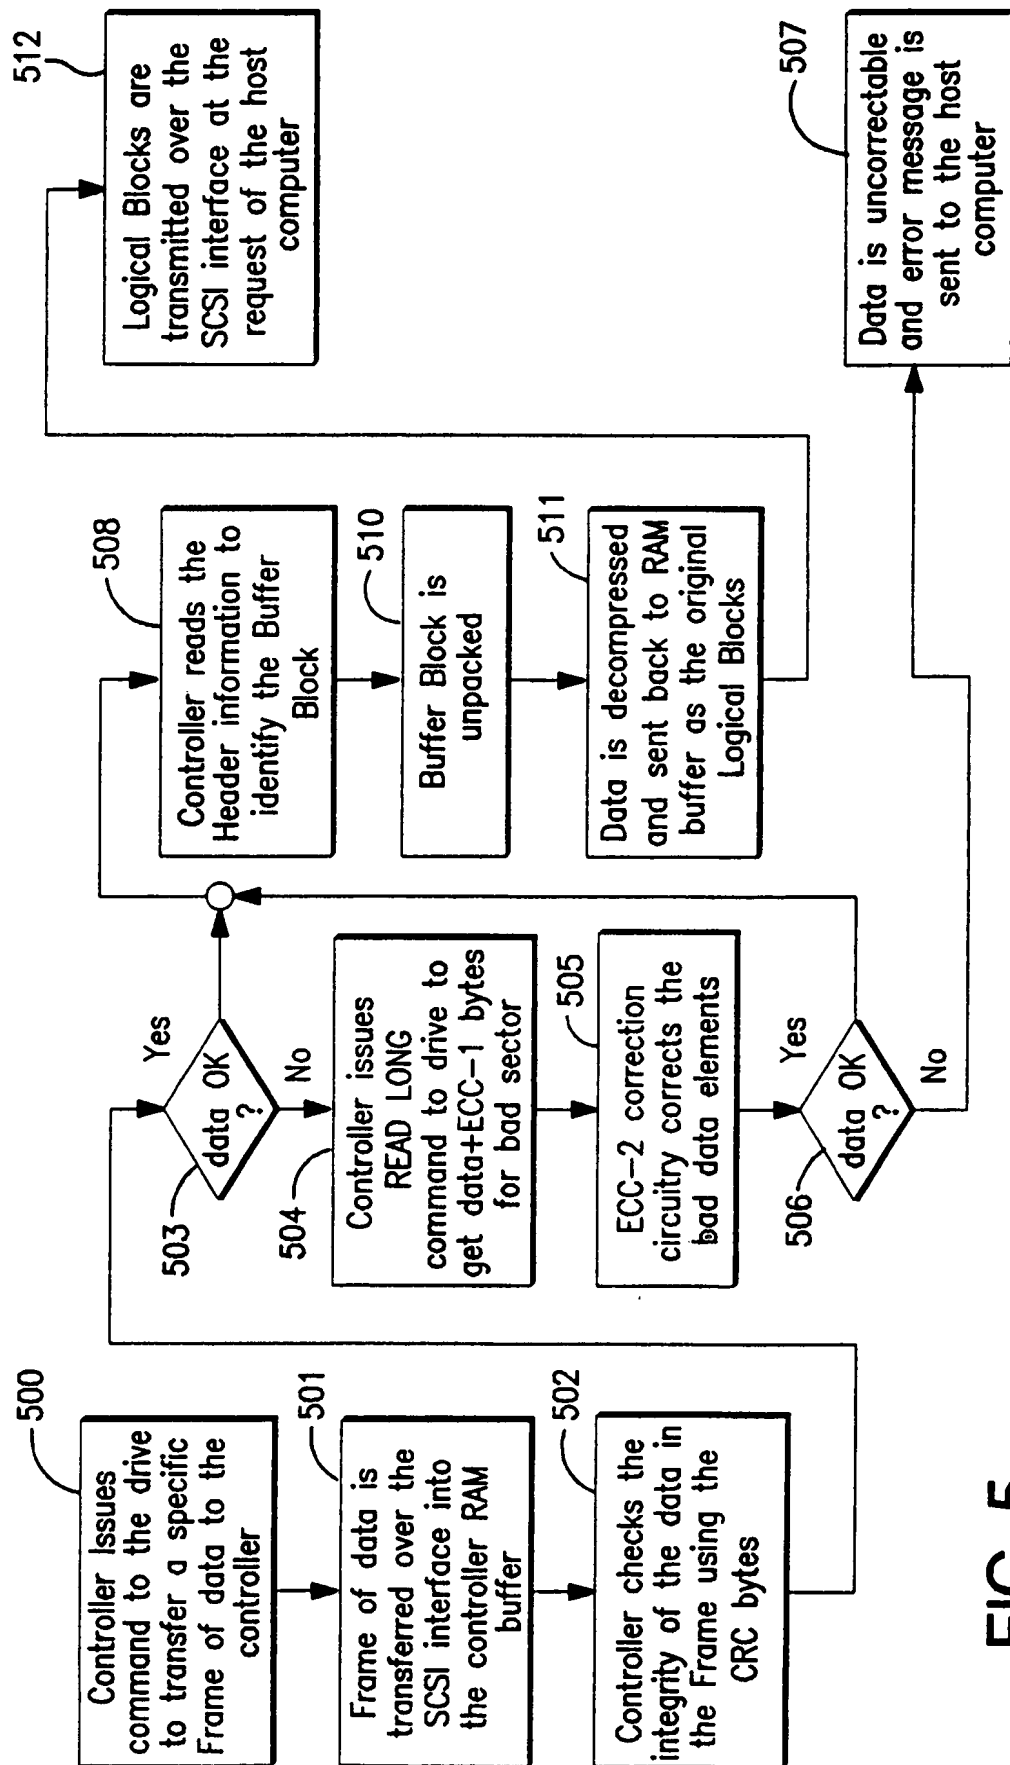 500
Controller Issues
command to the drive
to transfer a specific
Frame of data to the
controller
501
Frame of data is
transferred over the
SCSI interface into
the controller RAM
buffer
502
Controller checks the
integrity of the data in
the Frame using the
CRC bytes
503
data OK
?
Yes
No
504
Controller issues
READ LONG
command to drive to
get data+ECC-1 bytes
for bad sector
505
ECC-2 correction
circuitry corrects the
bad data elements
506
data OK
?
Yes
No
508
Controller reads the
Header information to
identify the Buffer
Block
510
Buffer Block is
unpacked
511
Data is decompressed
and sent back to RAM
buffer as the original
Logical Blocks
512
Logical Blocks are
transmitted over the
SCSI interface at the
request of the host
computer
507
Data is uncorrectable
and error message is
sent to the host
computer
FIG. 5